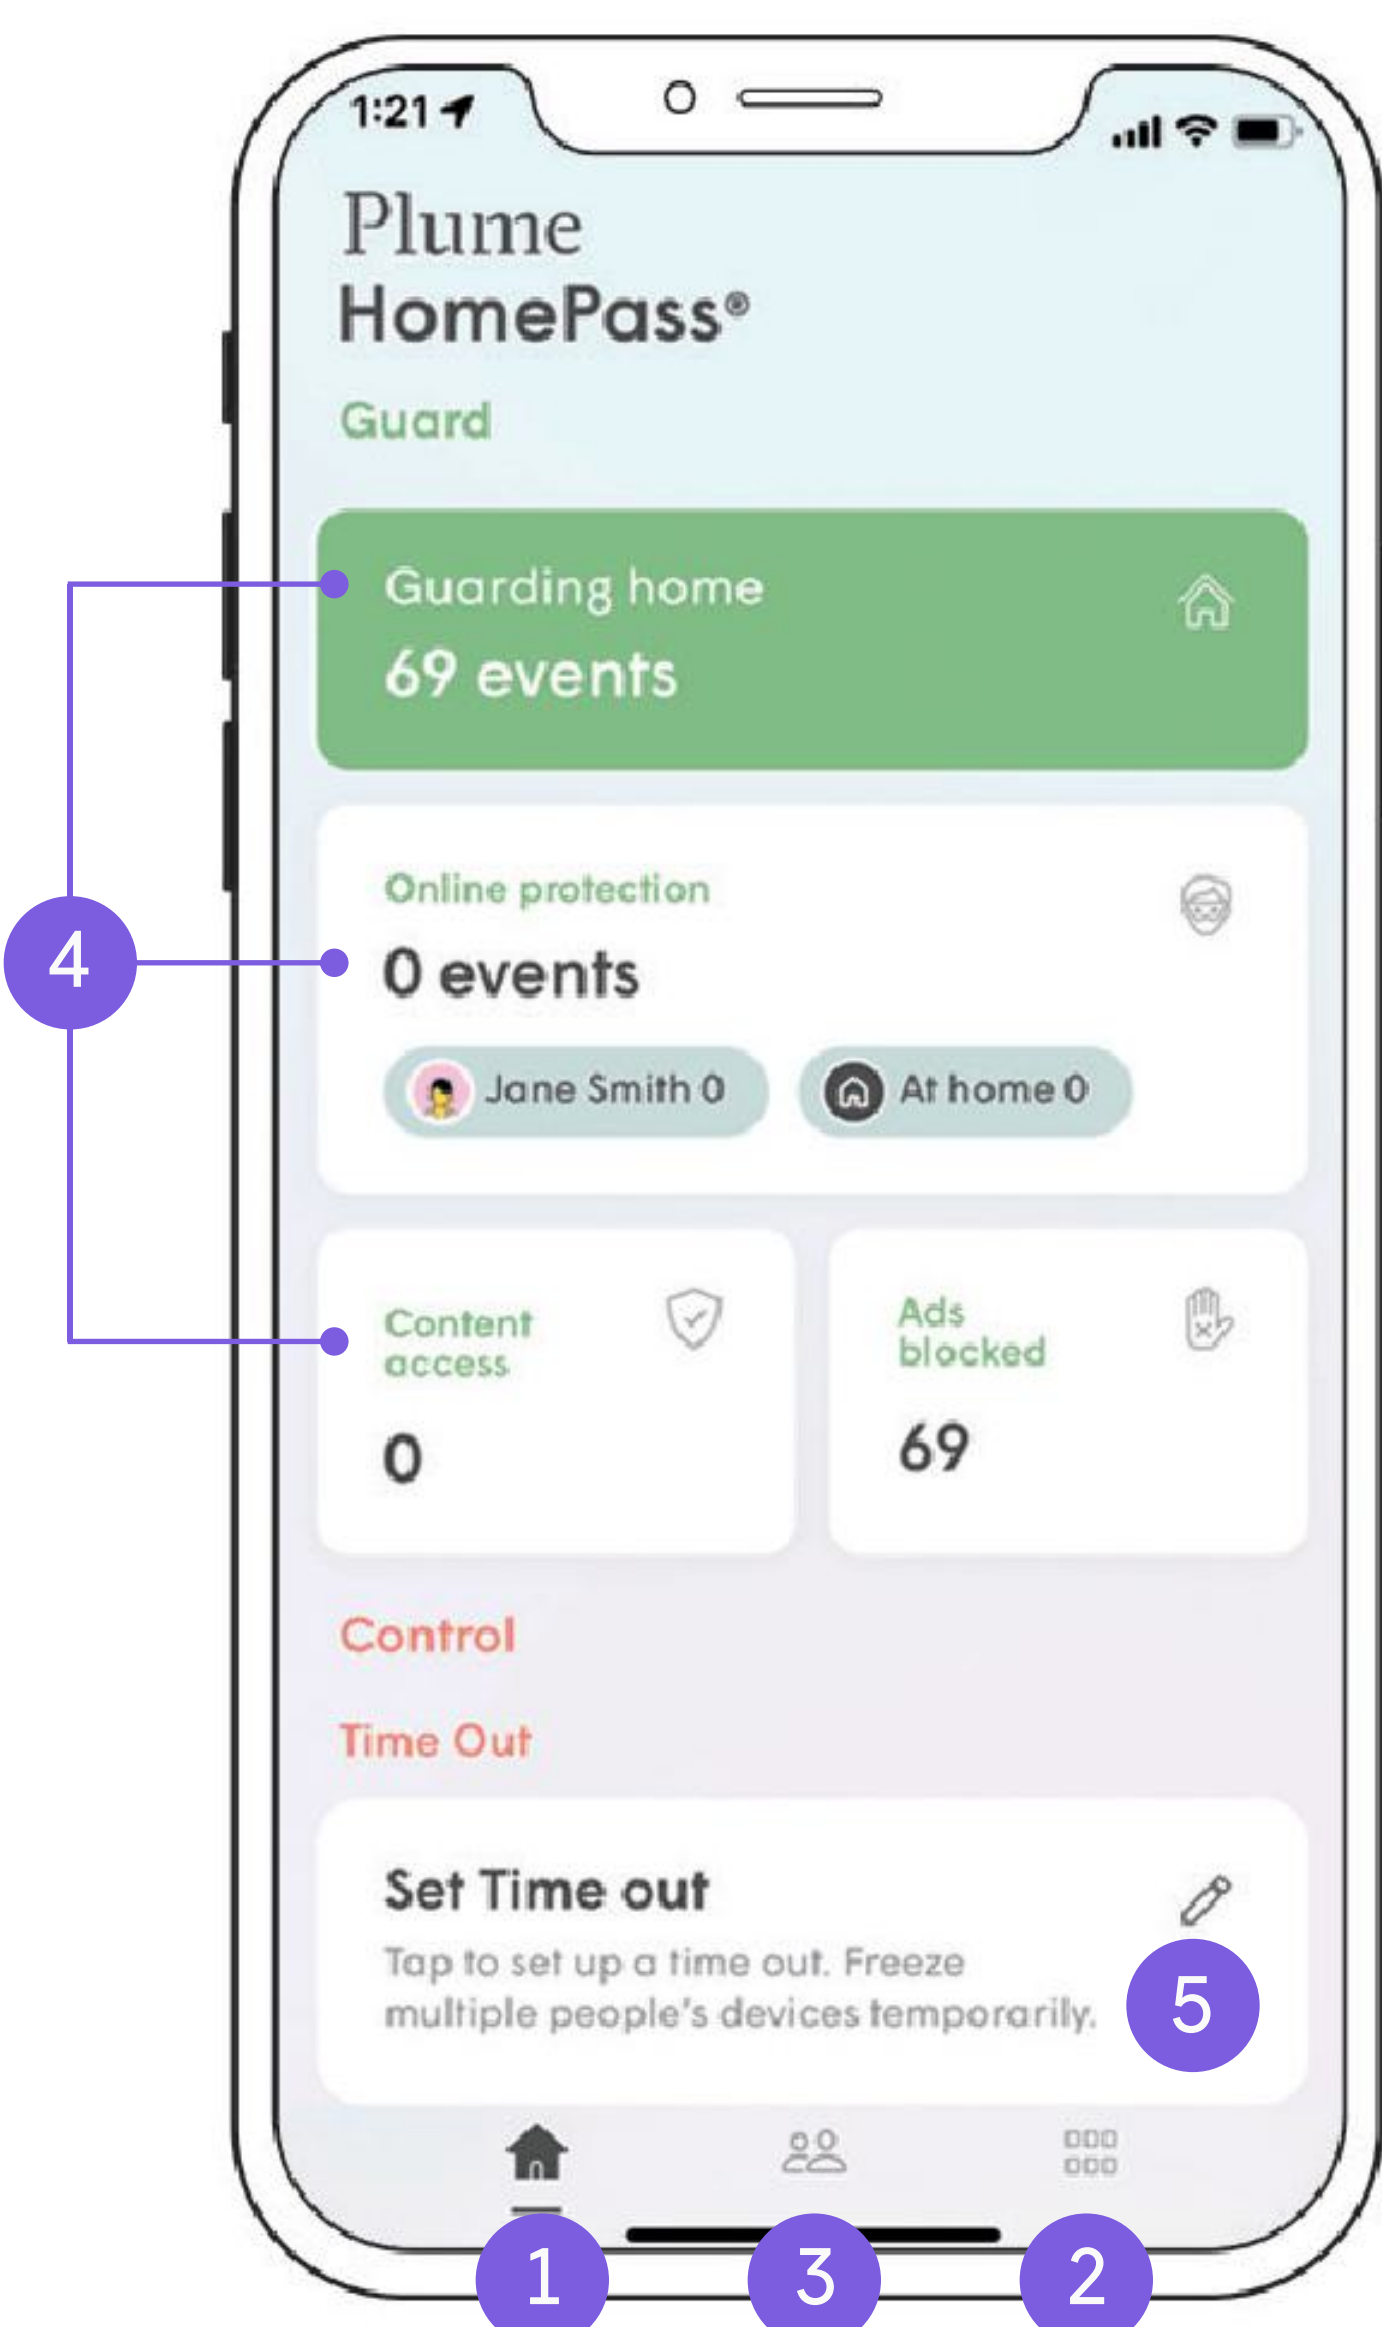 1:21
Plume
HomePass®
Guard
Guarding home
69 events
Online protection
4
0 events
Jane Smith 0
At home 0
Content
access
0
Ads
blocked
69
Control
Time Out
Set Time out
Tap to set up a time out. Freeze
multiple people's devices temporarily.
5
1
3
2